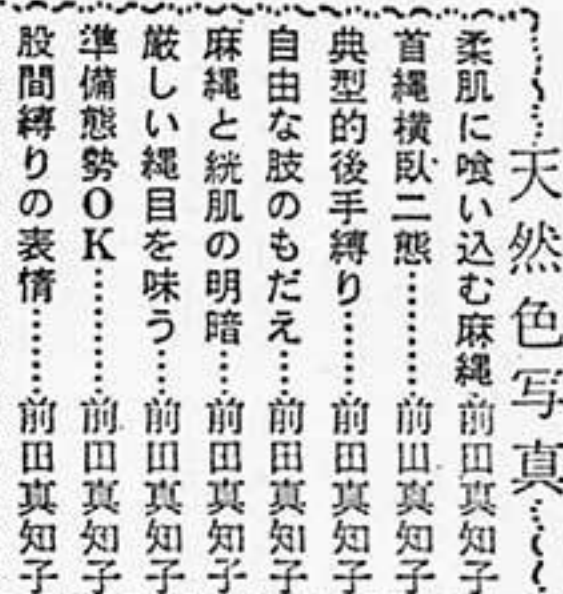 天然色写真
柔肌に喰い込む麻縄…前田真知子
首縄横臥二態…………前田真知子
典型的後手縛り………前田真知子
自由な肢のもだえ……前田真知子
麻縄と絖肌の明暗……前田真知子
厳しい縄目を味う……前田真知子
準備態勢OK…………前田真知子
股間縛りの表情………前田真知子